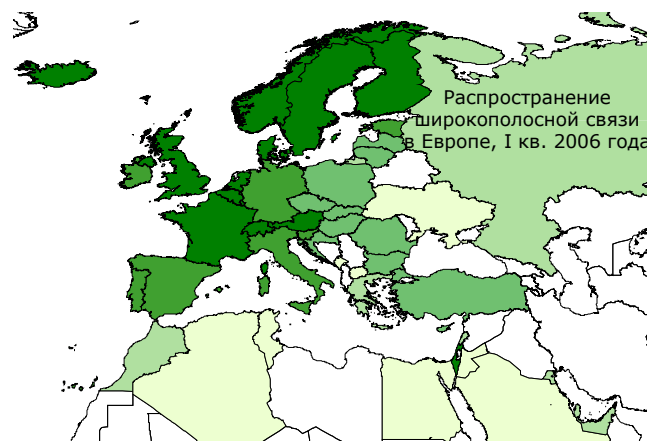 Распространение
широкополосной связи
в Европе, I кв. 2006 года